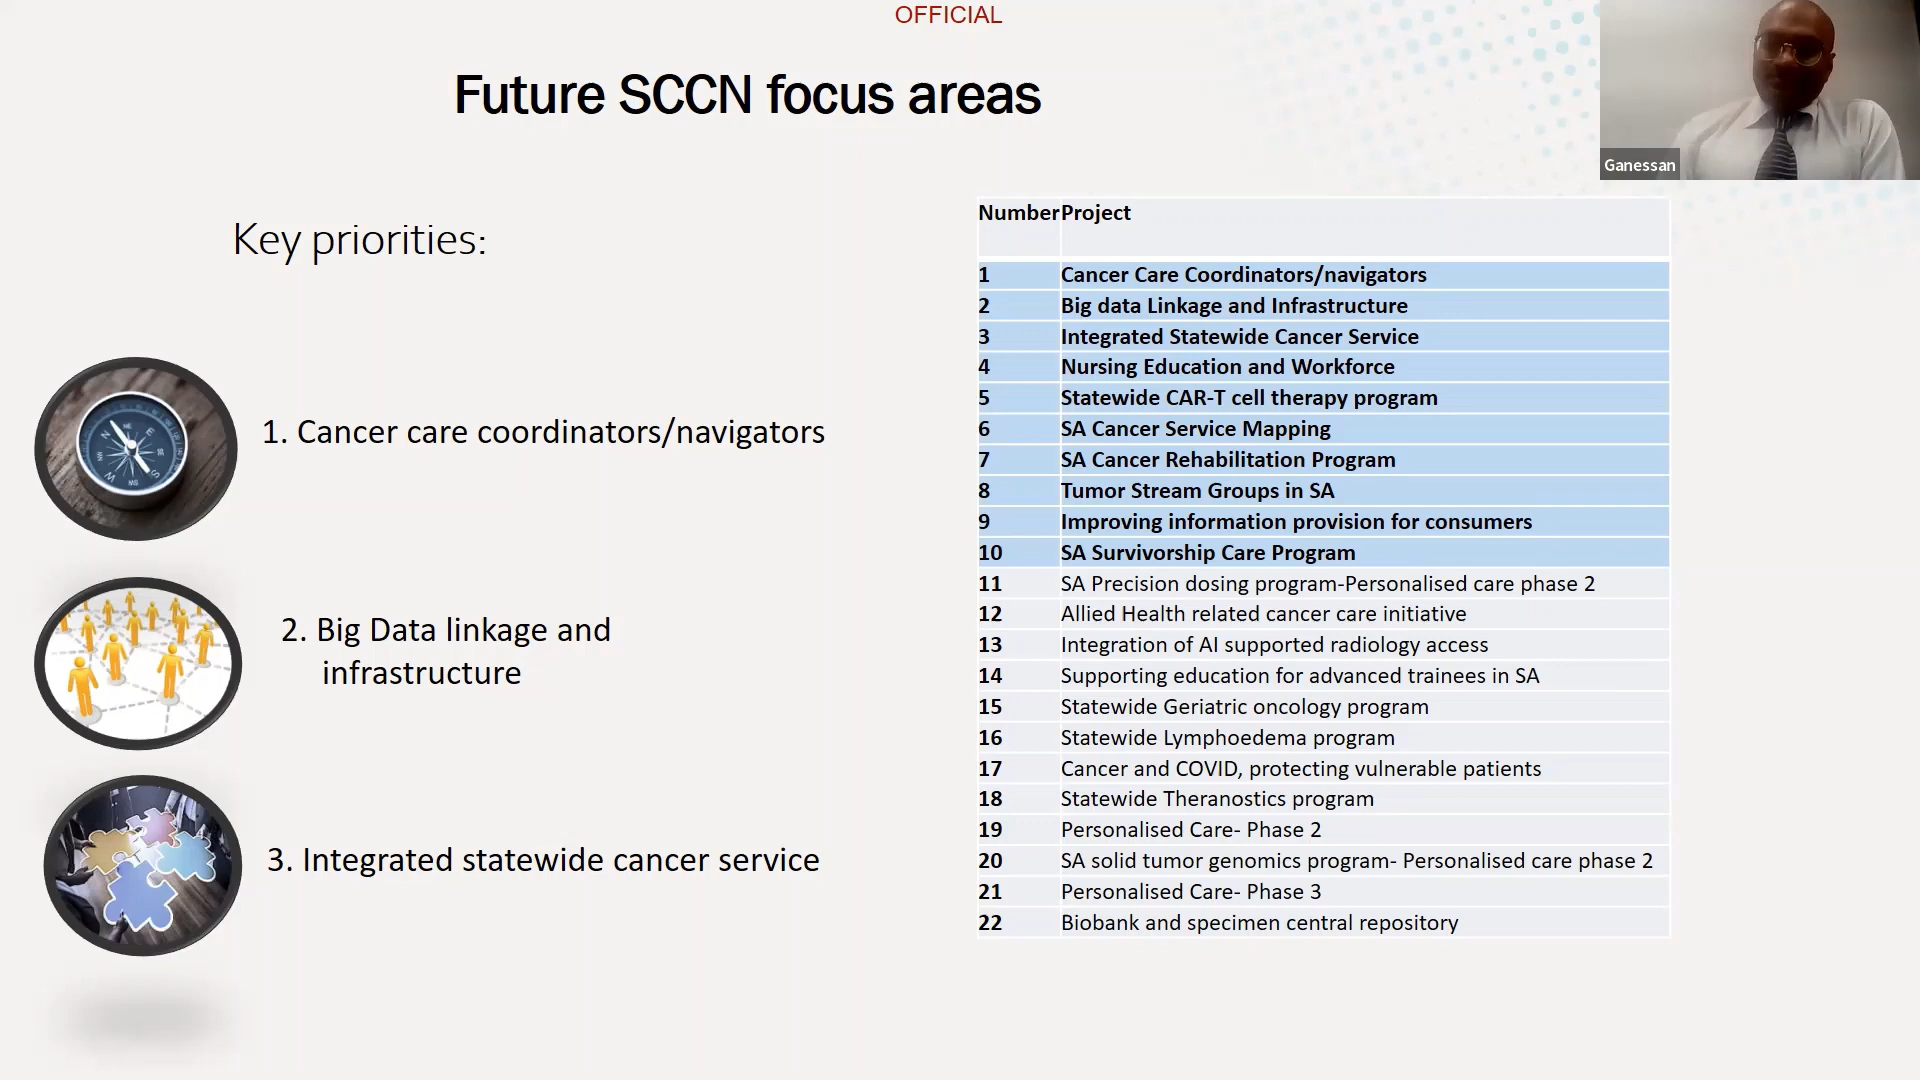 OFFICIAL
Future SCCN focus areas
Ganessan
Key priorities:
1. Cancer care coordinators/navigators
2. Big Data linkage and
infrastructure
3. Integrated statewide cancer service
Number Project
1 Cancer Care Coordinators/navigators
2 Big data Linkage and Infrastructure
3 Integrated Statewide Cancer Service
4 Nursing Education and Workforce
5 Statewide CAR-T cell therapy program
6 SA Cancer Service Mapping
7 SA Cancer Rehabilitation Program
8 Tumor Stream Groups in SA
9 Improving information provision for consumers
10 SA Survivorship Care Program
11 SA Precision dosing program-Personalised care phase 2
12 Allied Health related cancer care initiative
13 Integration of AI supported radiology access
14 Supporting education for advanced trainees in SA
15 Statewide Geriatric oncology program
16 Statewide Lymphoedema program
17 Cancer and COVID, protecting vulnerable patients
18 Statewide Theranostics program
19 Personalised Care- Phase 2
20 SA solid tumor genomics program- Personalised care phase 2
21 Personalised Care- Phase 3
22 Biobank and specimen central repository